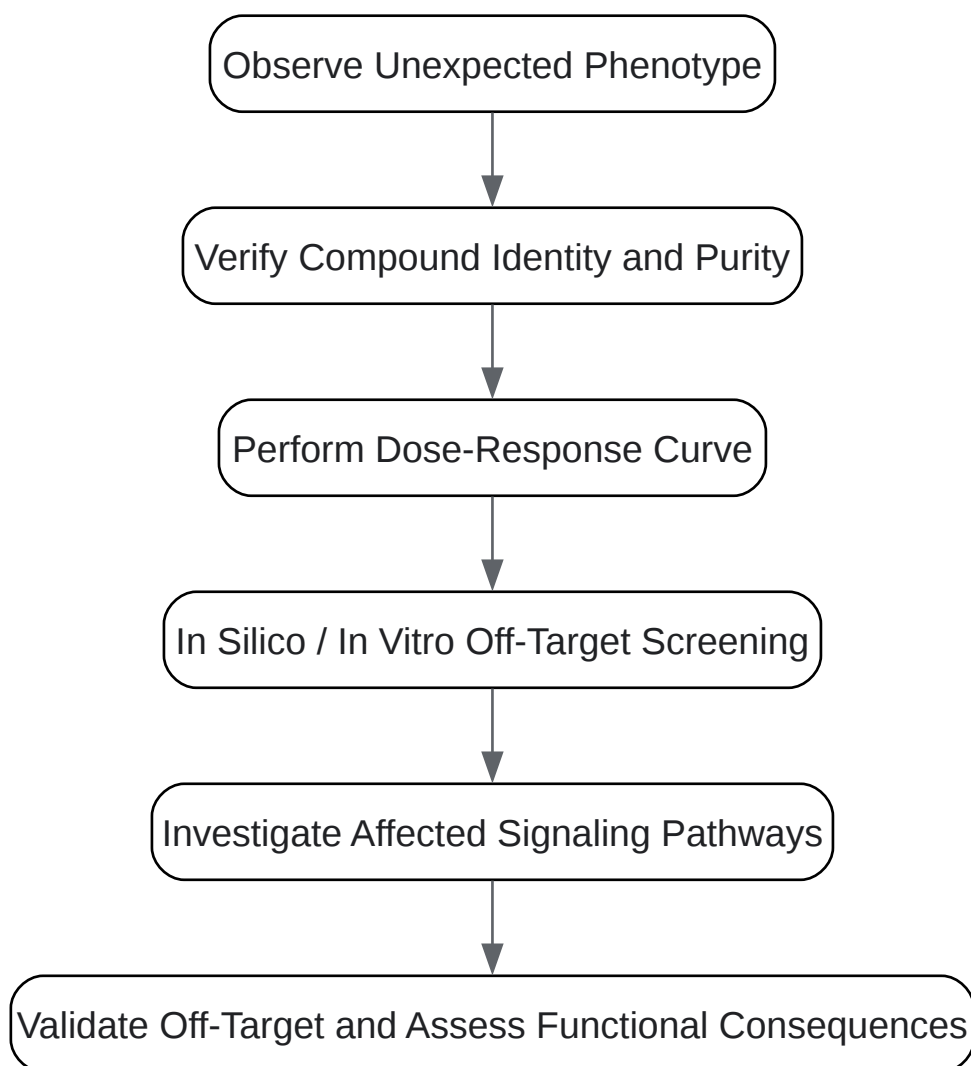 Observe Unexpected Phenotype
Verify Compound Identity and Purity
Perform Dose-Response Curve
In Silico / In Vitro Off-Target Screening
Investigate Affected Signaling Pathways
Validate Off-Target and Assess Functional Consequences